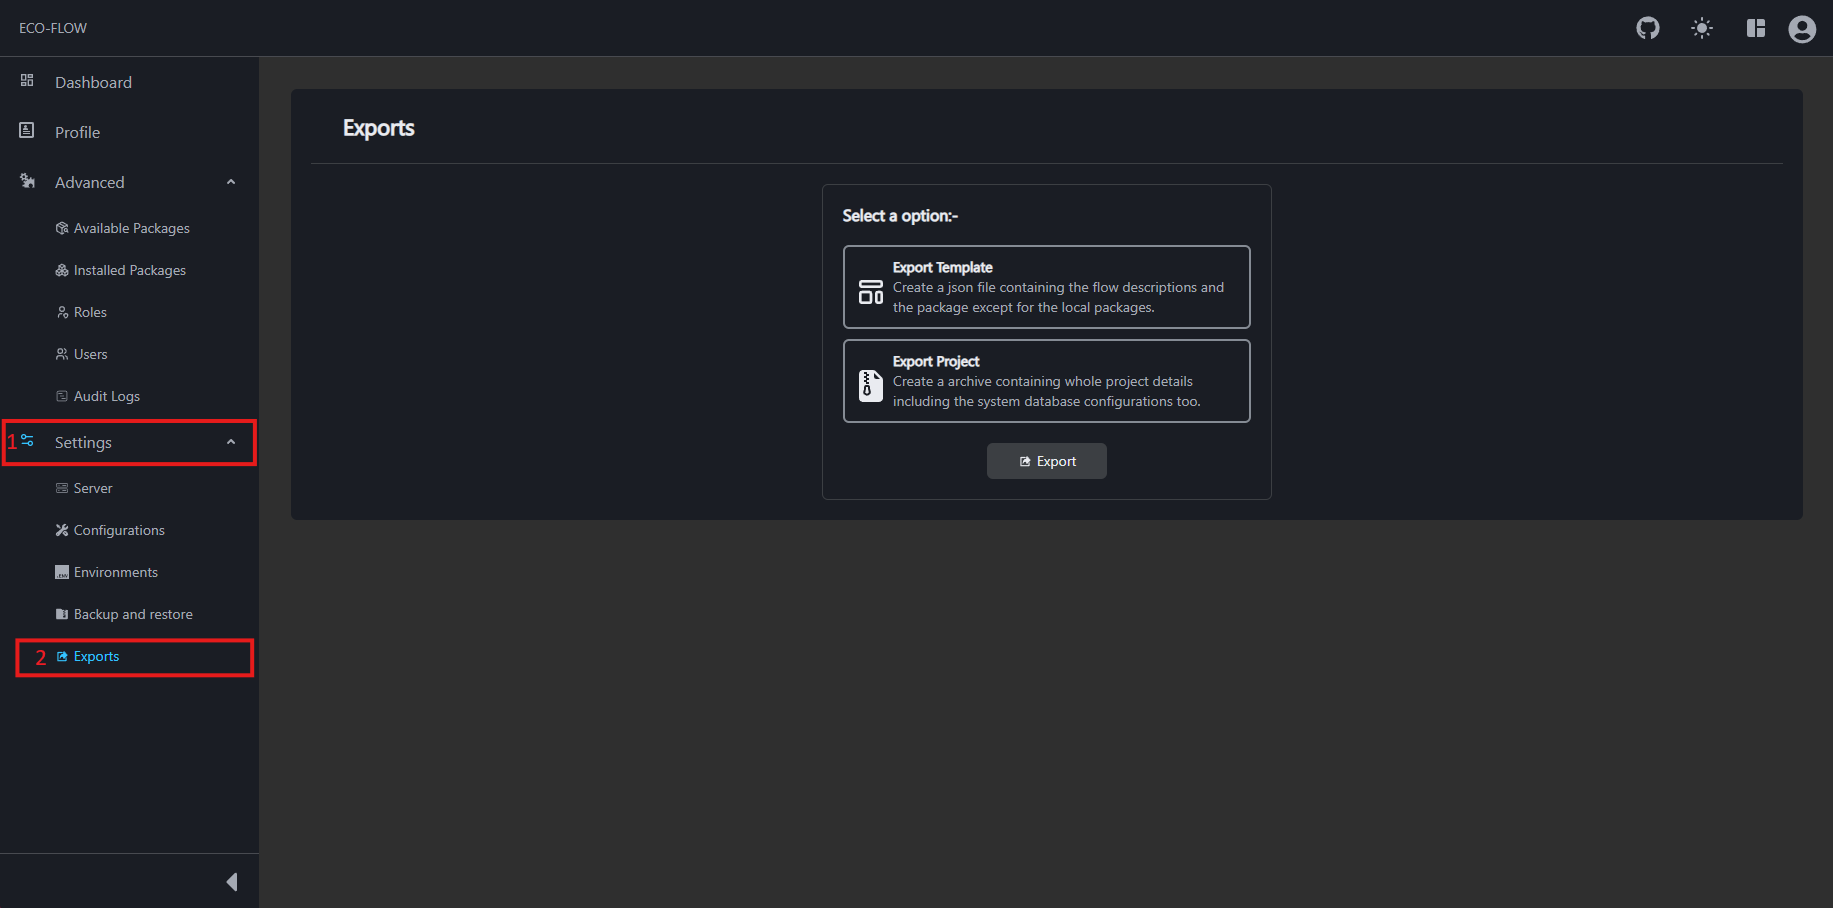 ECO-FLOW
Dashboard
Profile
Advanced
Available Packages
Installed Packages
Roles
Users
Audit Logs
1 Settings
Server
Configurations
.ENV Environments
Backup and restore
2 Exports
Exports
Select a option:-
Export Template
Create a json file containing the flow descriptions and
the package except for the local packages.
Export Project
Create a archive containing whole project details
including the system database configurations too.
Export